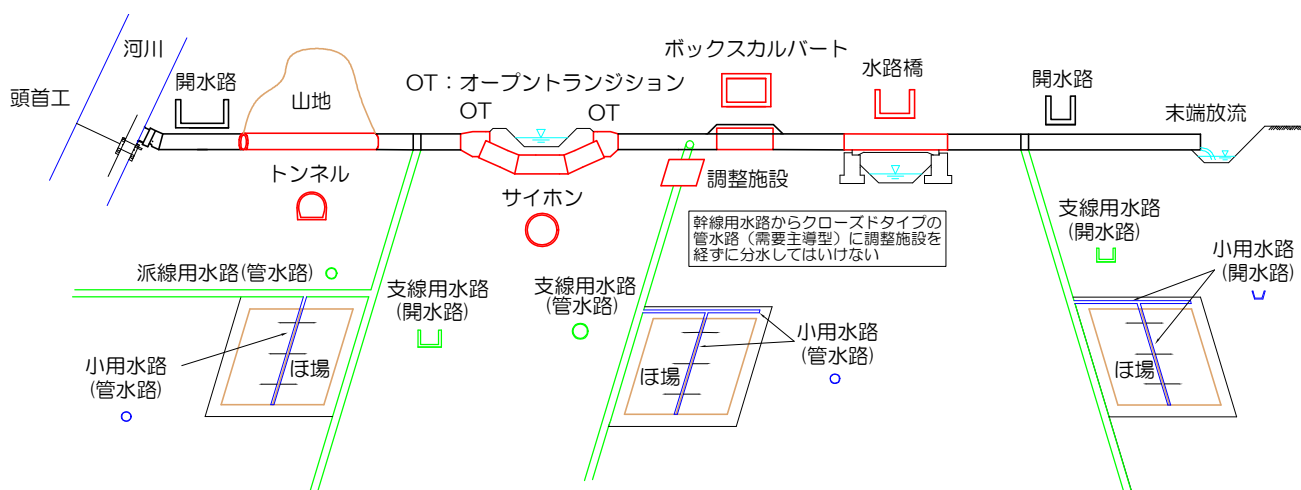 河川
頭首工
開水路
山地
トンネル
OT：オープントランジション
OT
OT
サイホン
ボックスカルバート
調整施設
水路橋
開水路
末端放流
幹線用水路からクローズドタイプの
管水路（需要主導型）に調整施設を
経ずに分水してはいけない
派線用水路(管水路)
支線用水路
(開水路)
小用水路
(管水路)
ほ場
支線用水路
(管水路)
小用水路
(管水路)
ほ場
支線用水路
(開水路)
小用水路
(開水路)
ほ場